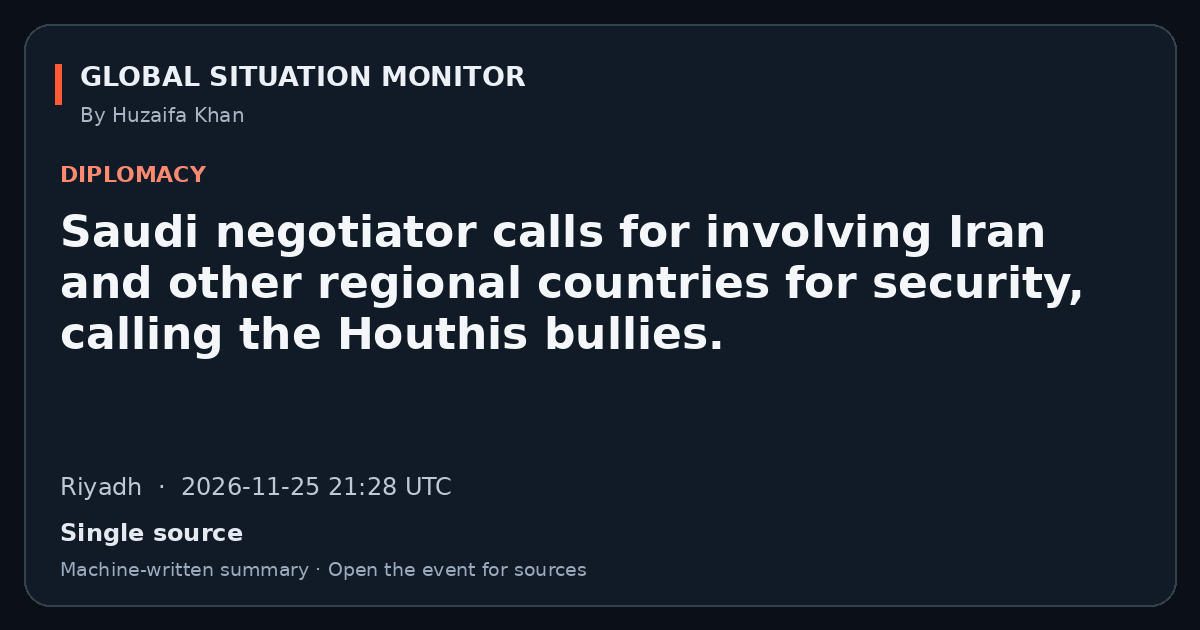 GLOBAL SITUATION MONITOR
By Huzaifa Khan
DIPLOMACY
Saudi negotiator calls for involving Iran
and other regional countries for security,
calling the Houthis bullies.
Riyadh · 2026-11-25 21:28 UTC
Single source
Machine-written summary · Open the event for sources